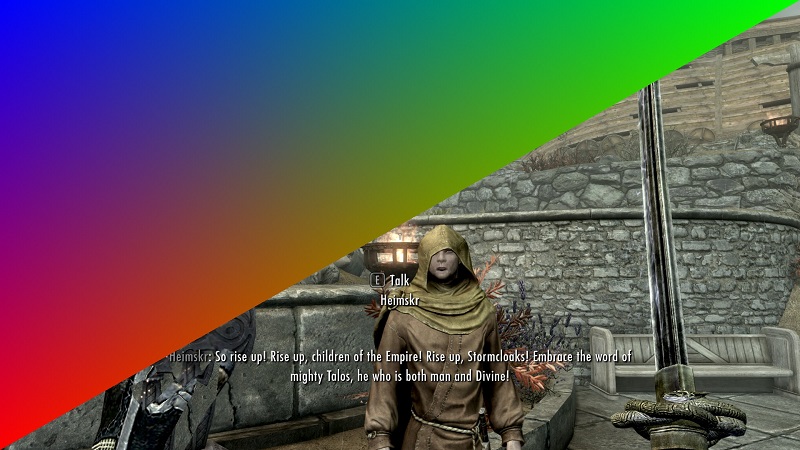 E Talk
Heimskr
Heimskr: So rise up! Rise up, children of the Empire! Rise up, Stormcloaks! Embrace the word of
mighty Talos, he who is both man and Divine!